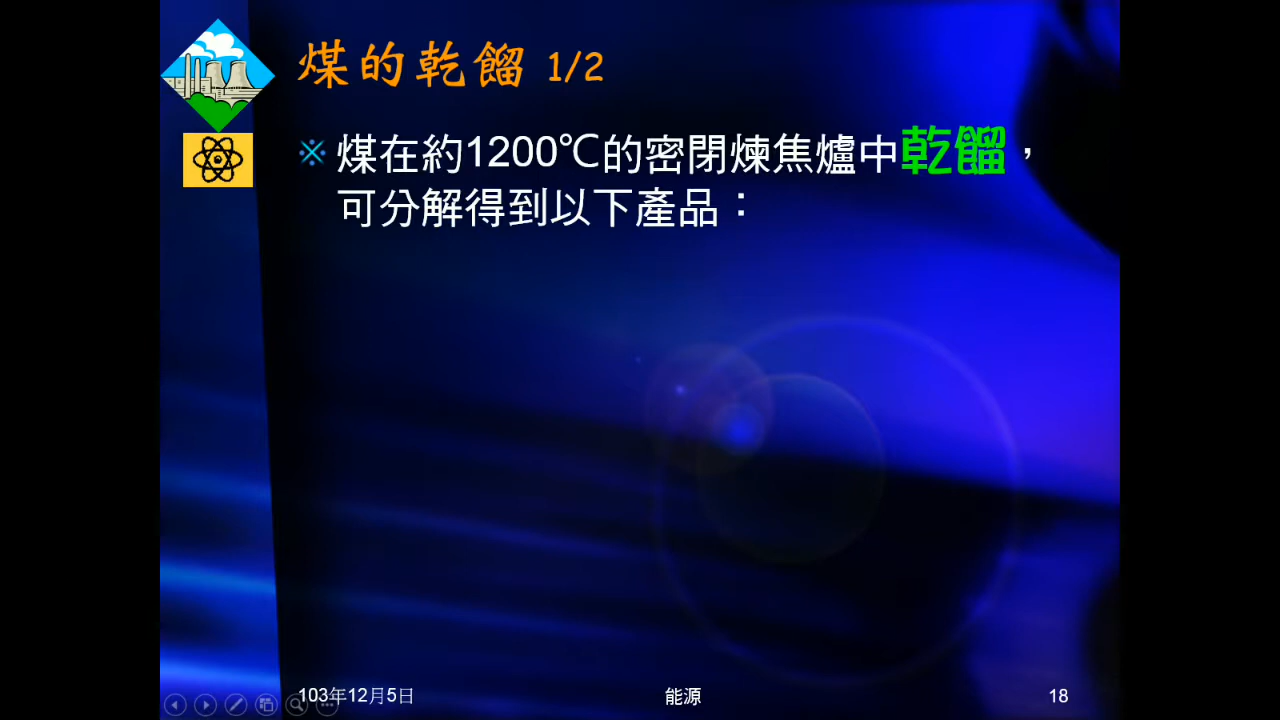 煤的乾餾 1/2
※ 煤在約1200℃的密閉煉焦爐中乾餾，
可分解得到以下產品：
103年12月5日
能源
18